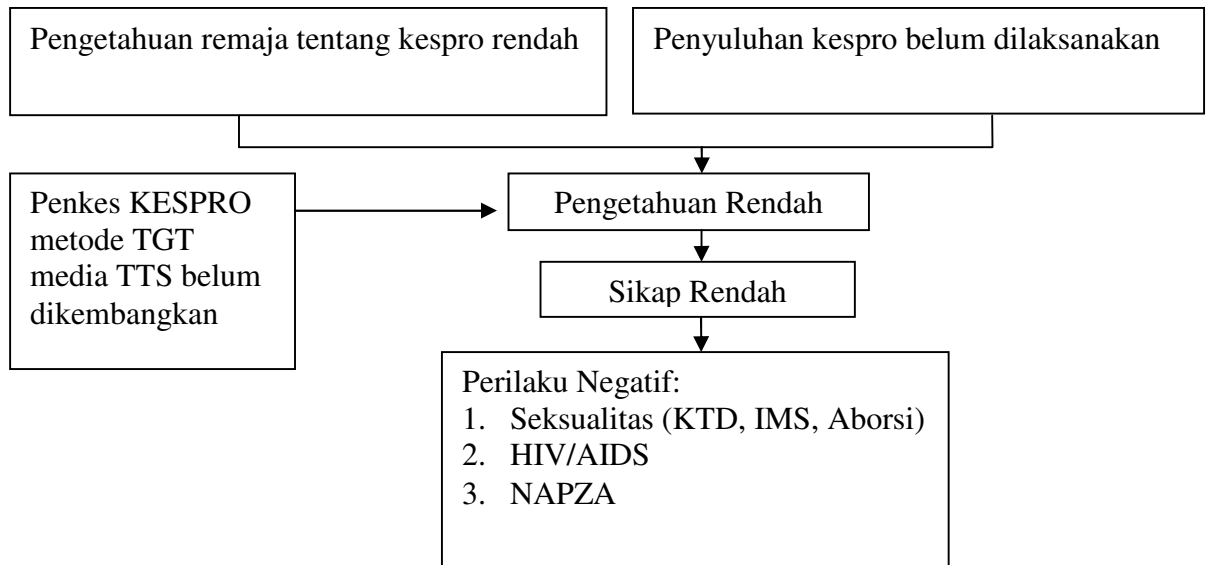 Pengetahuan remaja tentang kespro rendah
Penyuluhan kespro belum dilaksanakan
Penkes KESPRO
metode TGT
media TTS belum
dikembangkan
Pengetahuan Rendah
Sikap Rendah
Perilaku Negatif:
1. Seksualitas (KTD, IMS, Aborsi)
2. HIV/AIDS
3. NAPZA